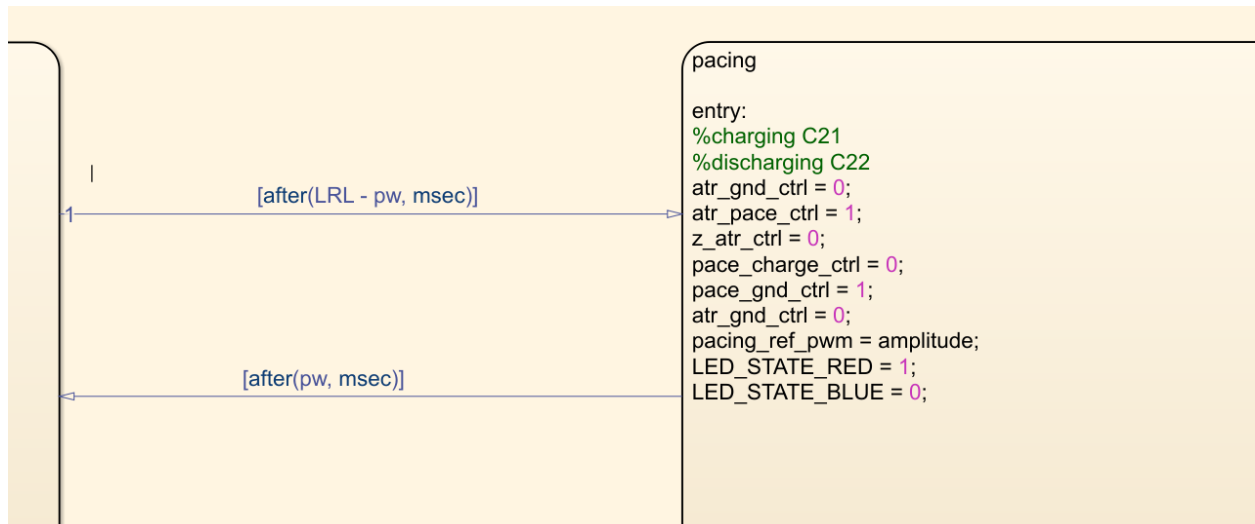 pacing
entry:
%charging C21
%discharging C22
[after(LRL - pw, msec)]
atr_gnd_ctrl = 0;
1
atr_pace_ctrl = 1;
z_atr_ctrl = 0;
pace_charge_ctrl = 0;
pace_gnd_ctrl = 1;
atr_gnd_ctrl = 0;
pacing_ref_pwm = amplitude;
LED_STATE_RED = 1;
[after(pw, msec)]
LED_STATE_BLUE = 0;